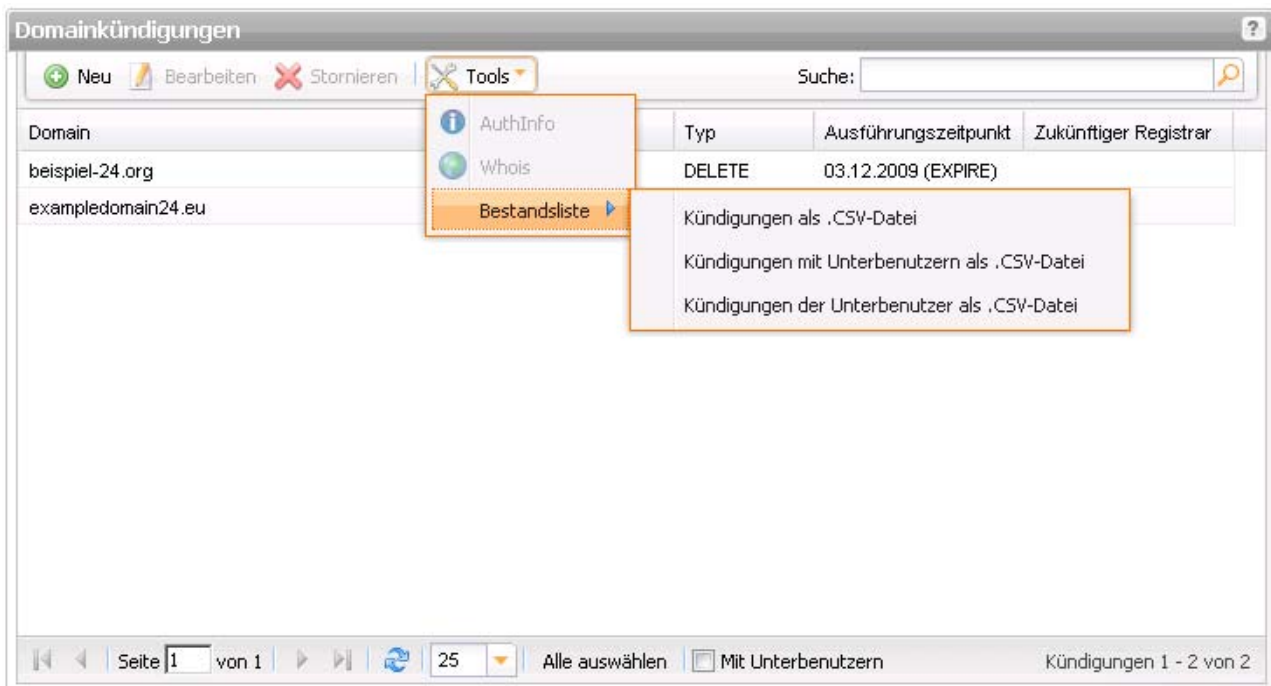 Domainkündigungen ?
Neu Bearbeiten Stornieren Tools Suche:
AuthInfo
Whois
Bestandsliste
Kündigungen als .CSV-Datei
Kündigungen mit Unterbenutzern als .CSV-Datei
Kündigungen der Unterbenutzer als .CSV-Datei
Domain Typ Ausführungszeitpunkt Zukünftiger Registrar
beispiel-24.org DELETE 03.12.2009 (EXPIRE)
exampledomain24.eu
Seite 1 von 1 25 Alle auswählen Mit Unterbenutzern Kündigungen 1 - 2 von 2